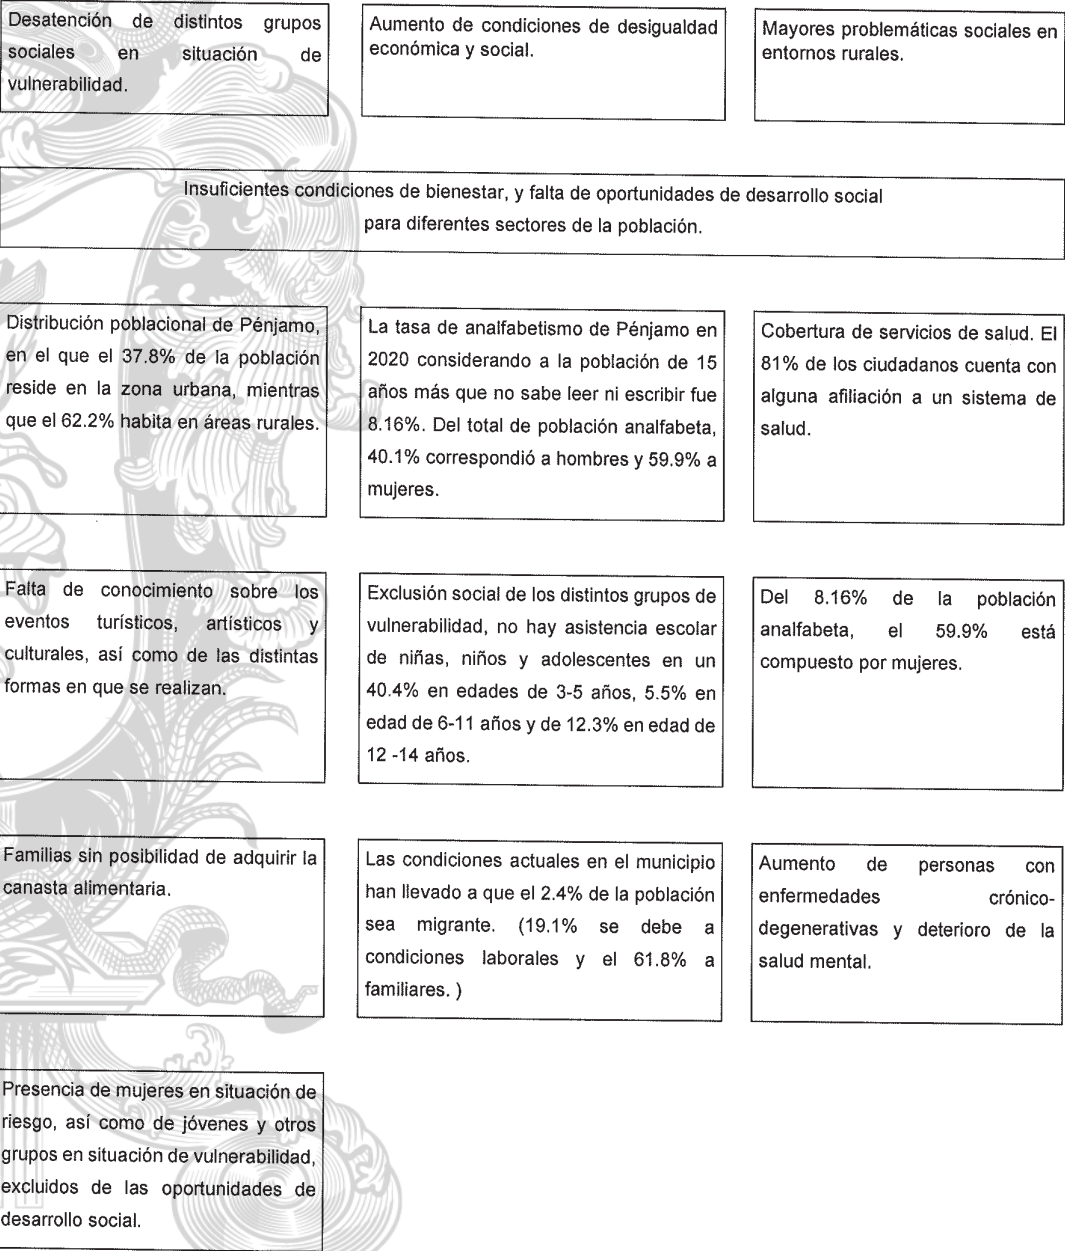 Desatención de distintos grupos
sociales en situación de
vulnerabilidad.
Aumento de condiciones de desigualdad
económica y social.
Mayores problemáticas sociales en
entornos rurales.
Insuficientes condiciones de bienestar, y falta de oportunidades de desarrollo social
para diferentes sectores de la población.
Distribución poblacional de Pénjamo,
en el que el 37.8% de la población
reside en la zona urbana, mientras
que el 62.2% habita en áreas rurales.
La tasa de analfabetismo de Pénjamo en
2020 considerando a la población de 15
años más que no sabe leer ni escribir fue
8.16%. Del total de población analfabeta,
40.1% correspondió a hombres y 59.9% a
mujeres.
Cobertura de servicios de salud. El
81% de los ciudadanos cuenta con
alguna afiliación a un sistema de
salud.
Falta de conocimiento sobre los
eventos turísticos, artísticos y
culturales, así como de las distintas
formas en que se realizan.
Exclusión social de los distintos grupos de
vulnerabilidad, no hay asistencia escolar
de niñas, niños y adolescentes en un
40.4% en edades de 3-5 años, 5.5% en
edad de 6-11 años y de 12.3% en edad de
12 -14 años.
Del 8.16% de la población
analfabeta, el 59.9% está
compuesto por mujeres.
Familias sin posibilidad de adquirir la
canasta alimentaria.
Las condiciones actuales en el municipio
han llevado a que el 2.4% de la población
sea migrante. (19.1% se debe a
condiciones laborales y el 61.8% a
familiares. )
Aumento de personas con
enfermedades crónico-
degenerativas y deterioro de la
salud mental.
Presencia de mujeres en situación de
riesgo, así como de jóvenes y otros
grupos en situación de vulnerabilidad,
excluidos de las oportunidades de
desarrollo social.